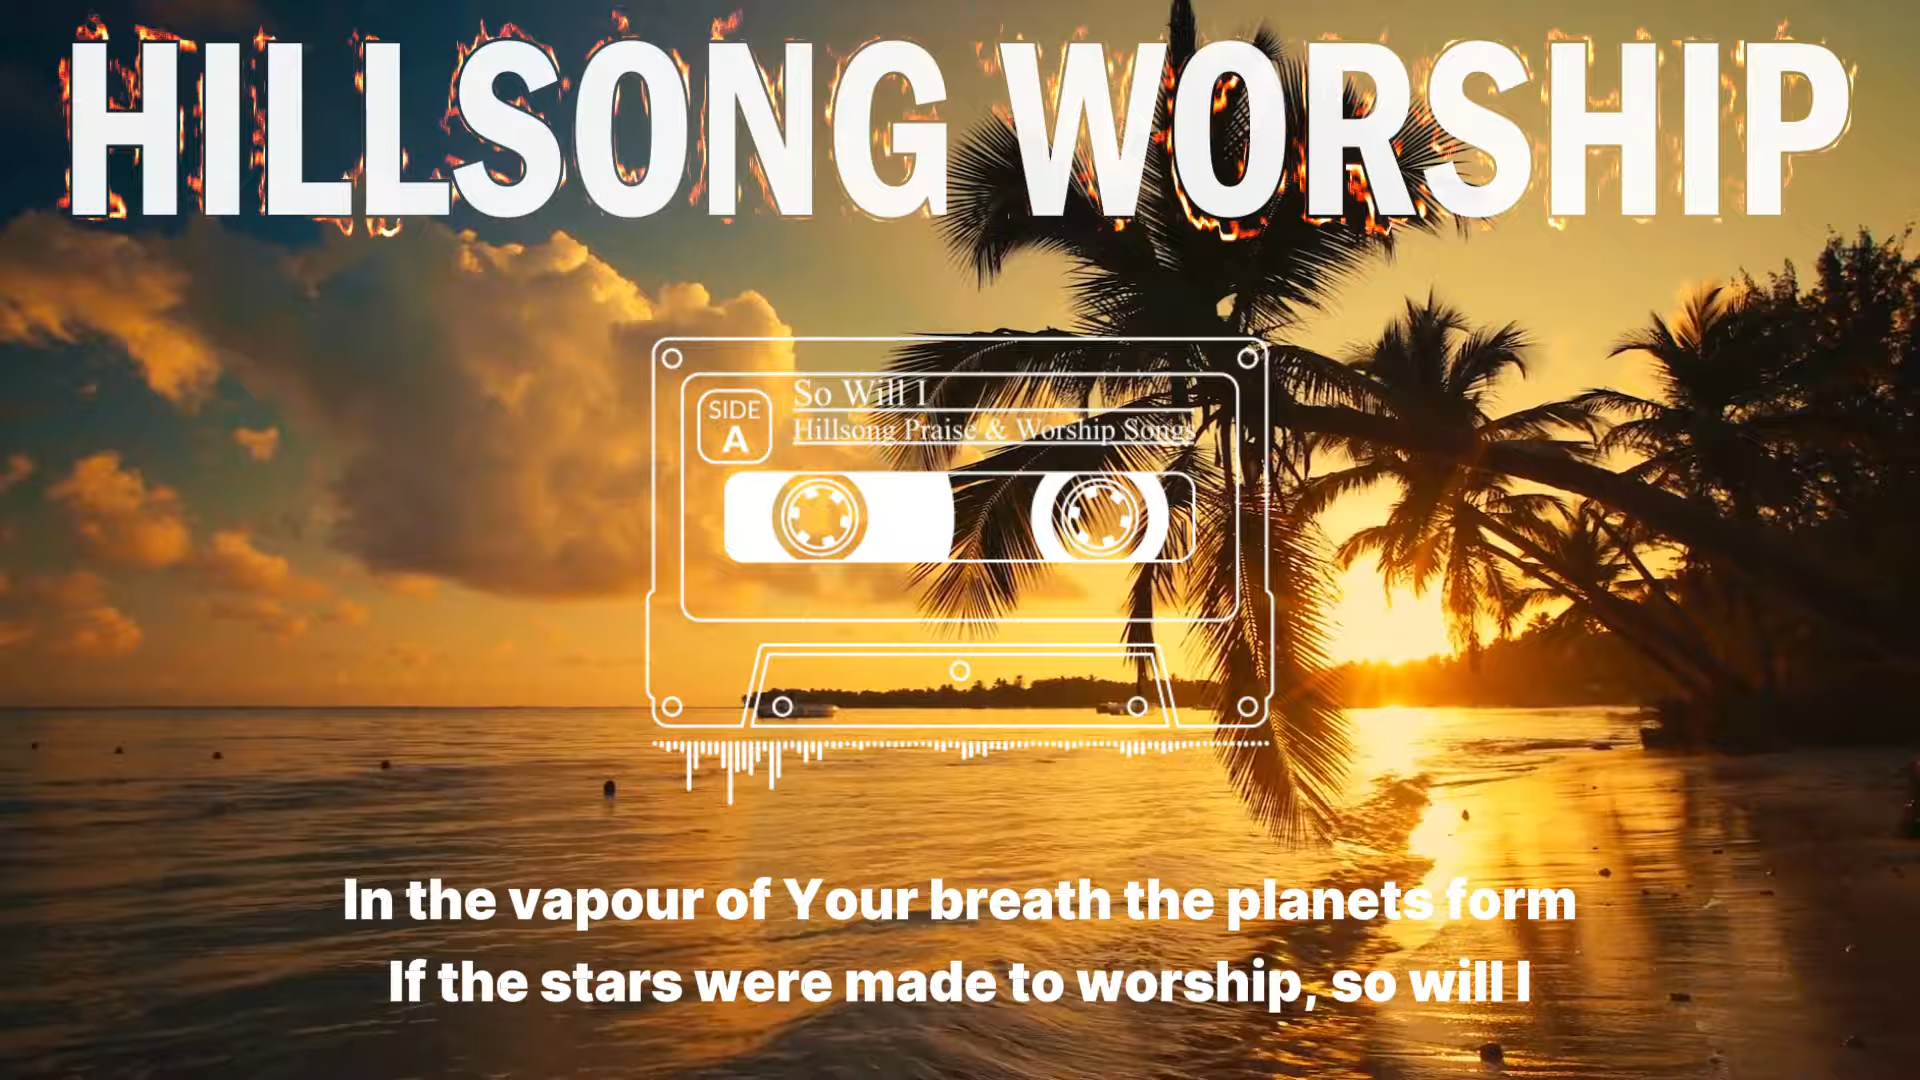 HILLSONG WORSHIP
So Will I
SIDE
A
Hillsong Praise & Worship Songs
In the vapour of Your breath the planets form
If the stars were made to worship, so will I